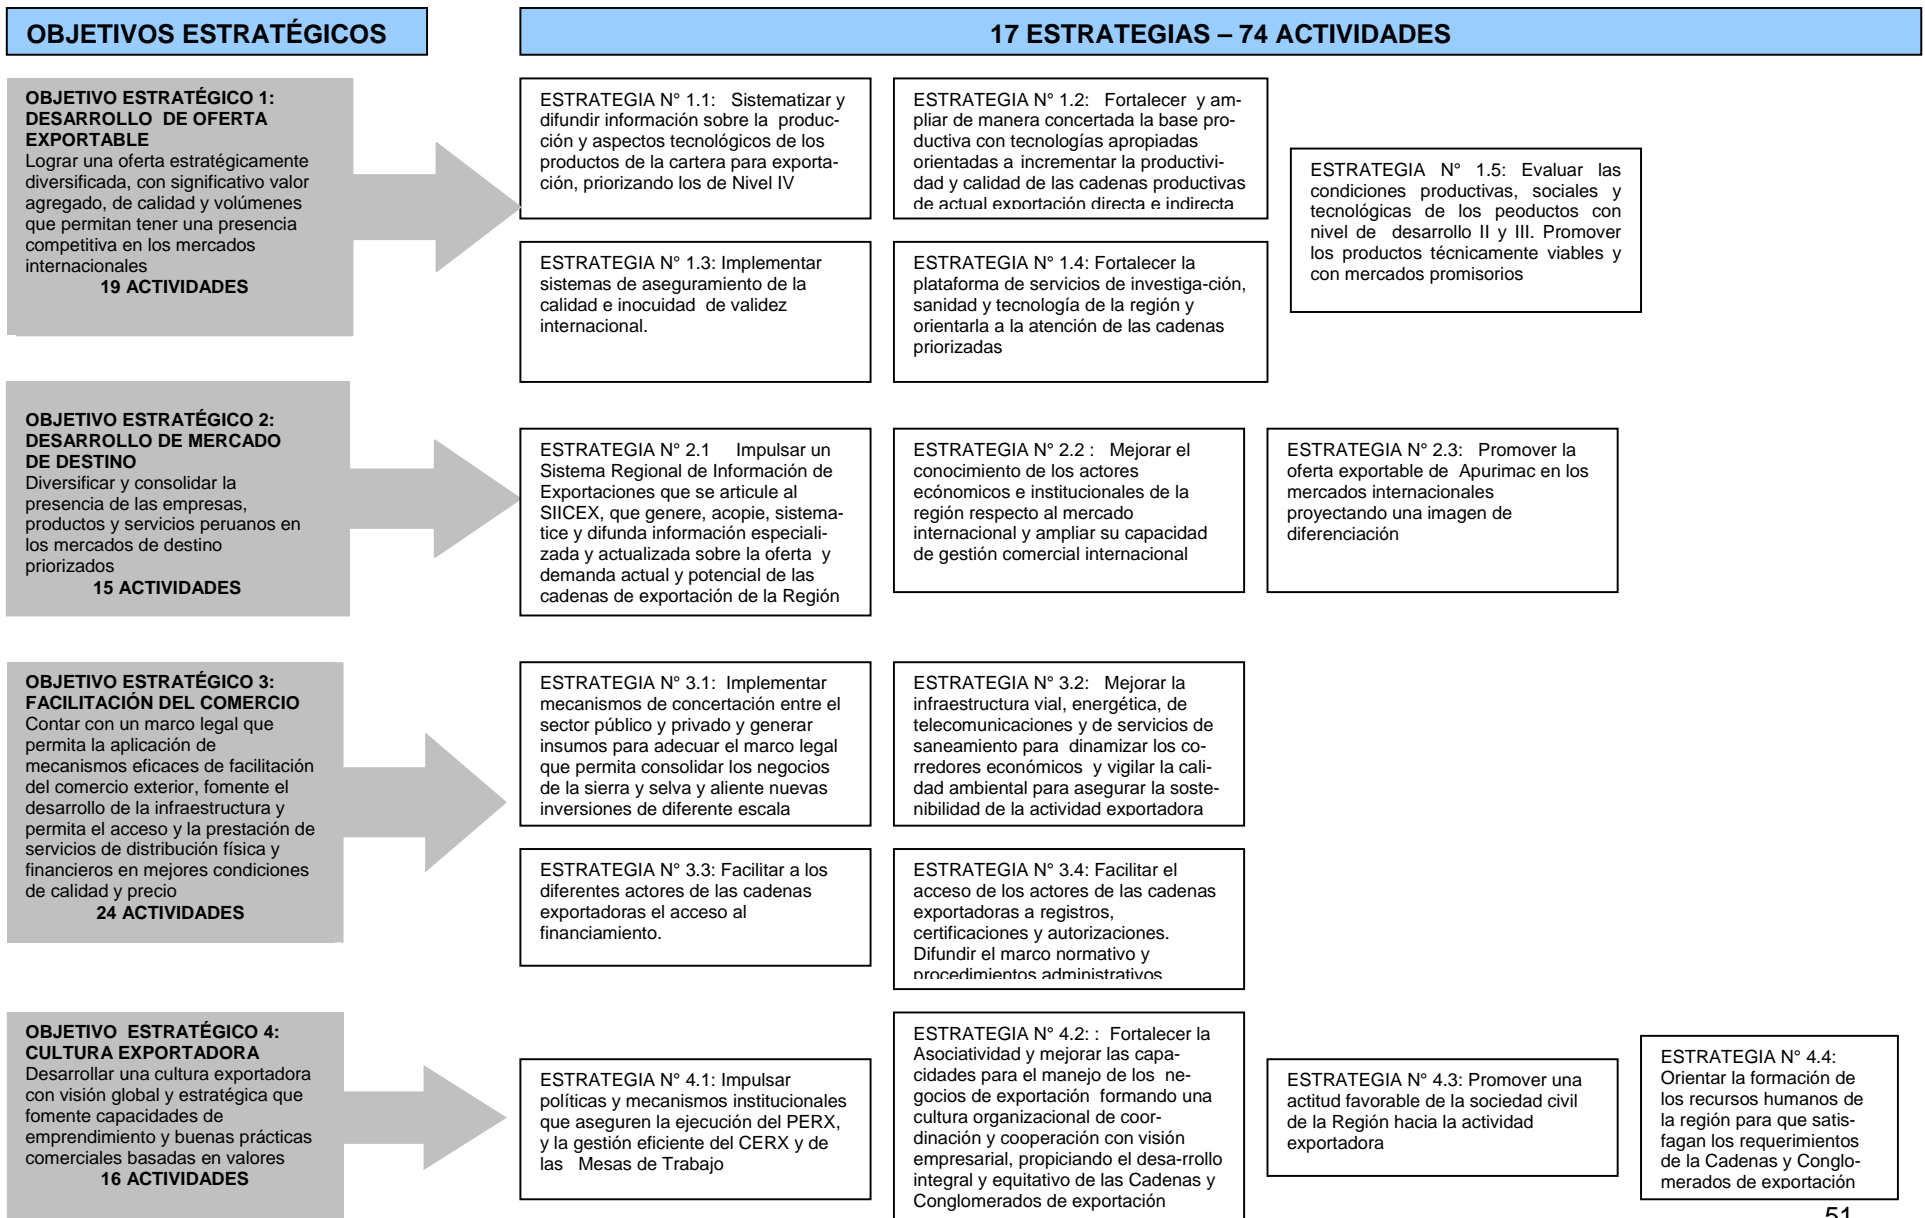 OBJETIVOS ESTRATÉGICOS
17 ESTRATEGIAS – 74 ACTIVIDADES
OBJETIVO ESTRATÉGICO 1:
DESARROLLO DE OFERTA
EXPORTABLE
Lograr una oferta estratégicamente
diversificada, con significativo valor
agregado, de calidad y volúmenes
que permitan tener una presencia
competitiva en los mercados
internacionales
19 ACTIVIDADES
ESTRATEGIA N° 1.1: Sistematizar y
difundir información sobre la produc-
ción y aspectos tecnológicos de los
productos de la cartera para exporta-
ción, priorizando los de Nivel IV
ESTRATEGIA N° 1.2: Fortalecer y am-
pliar de manera concertada la base pro-
ductiva con tecnologías apropiadas
orientadas a incrementar la productivi-
dad y calidad de las cadenas productivas
de actual exportación directa e indirecta
ESTRATEGIA N° 1.3: Implementar
sistemas de aseguramiento de la
calidad e inocuidad de validez
internacional.
ESTRATEGIA N° 1.4: Fortalecer la
plataforma de servicios de investiga-ción,
sanidad y tecnología de la región y
orientarla a la atención de las cadenas
priorizadas
ESTRATEGIA N° 1.5: Evaluar las
condiciones productivas, sociales y
tecnológicas de los peoductos con
nivel de desarrollo II y III. Promover
los productos técnicamente viables y
con mercados promisorios
OBJETIVO ESTRATÉGICO 2:
DESARROLLO DE MERCADO
DE DESTINO
Diversificar y consolidar la
presencia de las empresas,
productos y servicios peruanos en
los mercados de destino
priorizados
15 ACTIVIDADES
ESTRATEGIA N° 2.1 Impulsar un
Sistema Regional de Información de
Exportaciones que se articule al
SIICEX, que genere, acopie, sistema-
tice y difunda información especiali-
zada y actualizada sobre la oferta y
demanda actual y potencial de las
cadenas de exportación de la Región
ESTRATEGIA N° 2.2 : Mejorar el
conocimiento de los actores
ecónomicos e institucionales de la
región respecto al mercado
internacional y ampliar su capacidad
de gestión comercial internacional
ESTRATEGIA N° 2.3: Promover la
oferta exportable de Apurimac en los
mercados internacionales
proyectando una imagen de
diferenciación
OBJETIVO ESTRATÉGICO 3:
FACILITACIÓN DEL COMERCIO
Contar con un marco legal que
permita la aplicación de
mecanismos eficaces de facilitación
del comercio exterior, fomente el
desarrollo de la infraestructura y
permita el acceso y la prestación de
servicios de distribución física y
financieros en mejores condiciones
de calidad y precio
24 ACTIVIDADES
ESTRATEGIA N° 3.1: Implementar
mecanismos de concertación entre el
sector público y privado y generar
insumos para adecuar el marco legal
que permita consolidar los negocios
de la sierra y selva y aliente nuevas
inversiones de diferente escala
ESTRATEGIA N° 3.2: Mejorar la
infraestructura vial, energética, de
telecomunicaciones y de servicios de
saneamiento para dinamizar los co-
rredores económicos y vigilar la cali-
dad ambiental para asegurar la soste-
nibilidad de la actividad exportadora
ESTRATEGIA N° 3.3: Facilitar a los
diferentes actores de las cadenas
exportadoras el acceso al
financiamiento.
ESTRATEGIA N° 3.4: Facilitar el
acceso de los actores de las cadenas
exportadoras a registros,
certificaciones y autorizaciones.
Difundir el marco normativo y
procedimientos administrativos
OBJETIVO ESTRATÉGICO 4:
CULTURA EXPORTADORA
Desarrollar una cultura exportadora
con visión global y estratégica que
fomente capacidades de
emprendimiento y buenas prácticas
comerciales basadas en valores
16 ACTIVIDADES
ESTRATEGIA N° 4.1: Impulsar
políticas y mecanismos institucionales
que aseguren la ejecución del PERX,
y la gestión eficiente del CERX y de
las Mesas de Trabajo
ESTRATEGIA N° 4.2: : Fortalecer la
Asociatividad y mejorar las capa-
cidades para el manejo de los ne-
gocios de exportación formando una
cultura organizacional de coor-
dinación y cooperación con visión
empresarial, propiciando el desa-rrollo
integral y equitativo de las Cadenas y
Conglomerados de exportación
ESTRATEGIA N° 4.3: Promover una
actitud favorable de la sociedad civil
de la Región hacia la actividad
exportadora
ESTRATEGIA N° 4.4:
Orientar la formación de
los recursos humanos de
la región para que satis-
fagan los requerimientos
de la Cadenas y Conglo-
merados de exportación
51